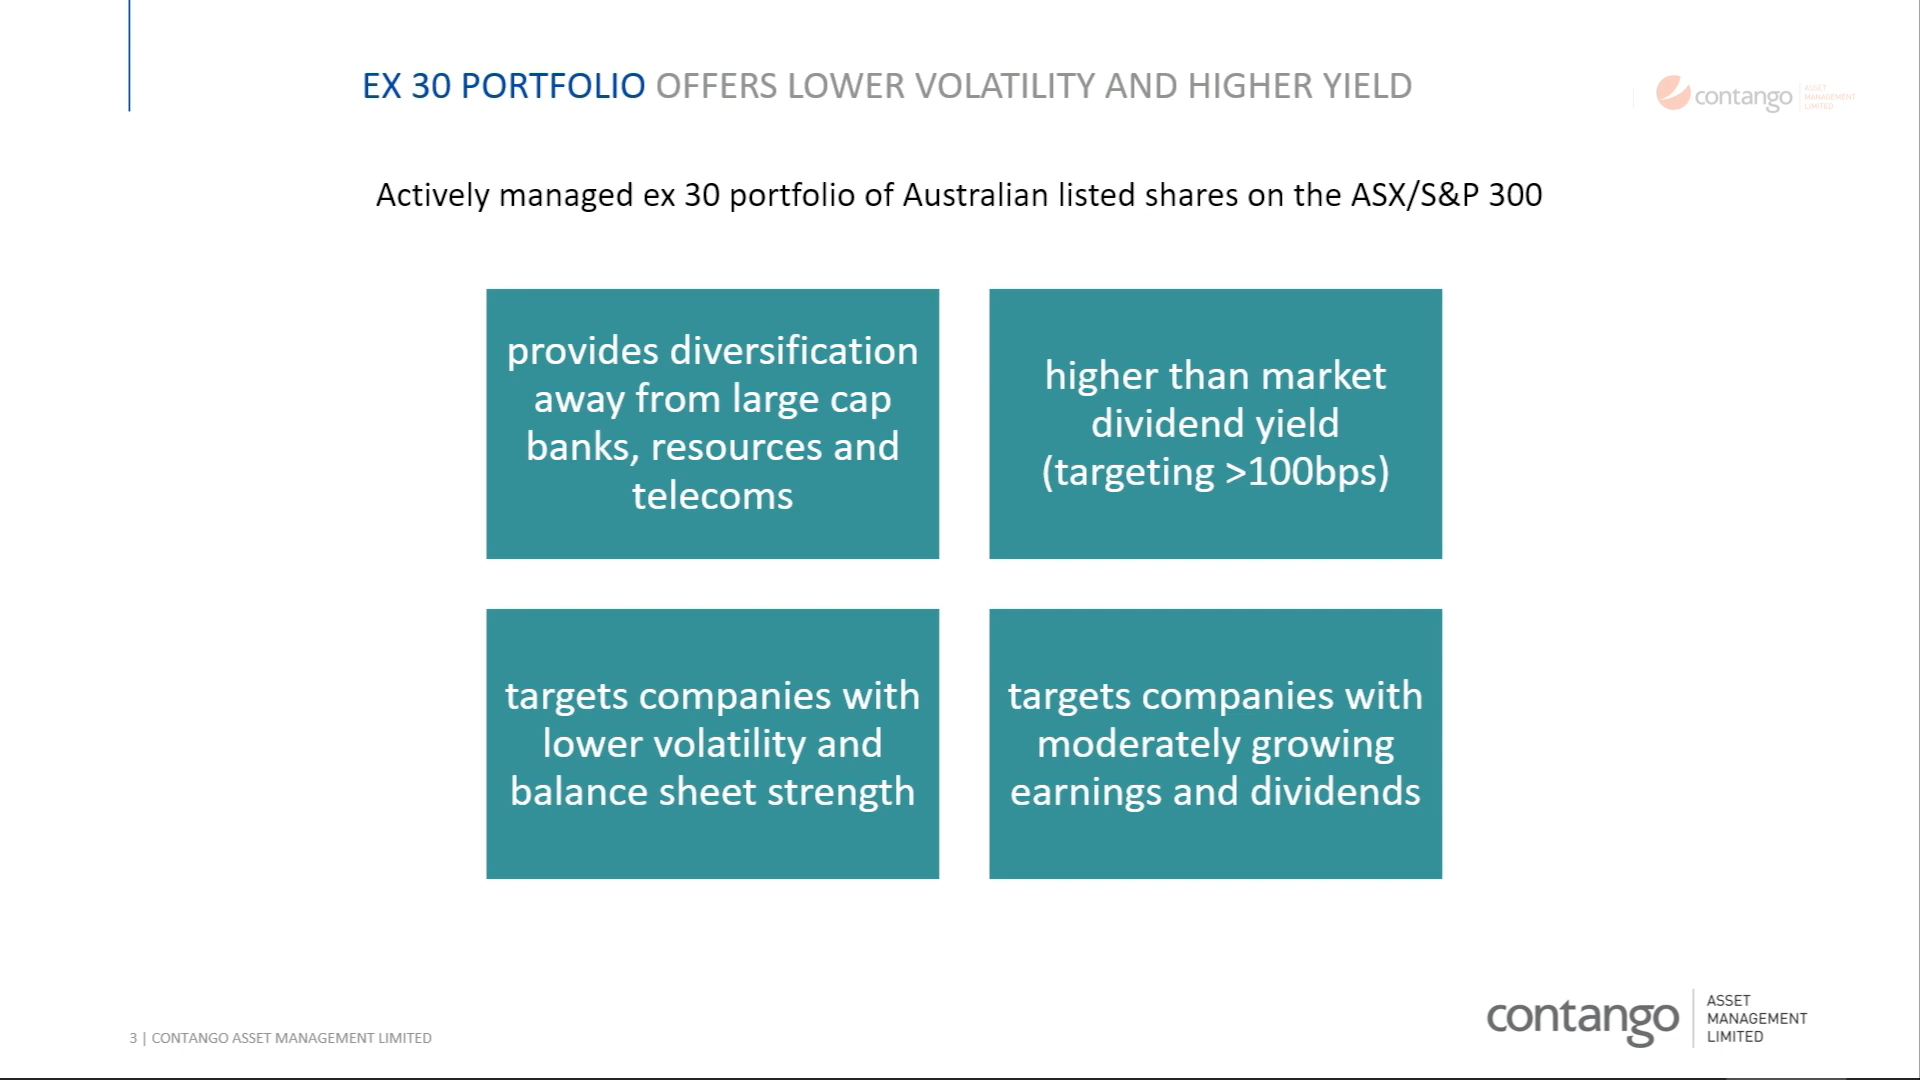 EX 30 PORTFOLIO OFFERS LOWER VOLATILITY AND HIGHER YIELD
contango
ASSET
MANAGEMENT
LIMITED
Actively managed ex 30 portfolio of Australian listed shares on the ASX/S&P 300
provides diversification
away from large cap
banks, resources and
telecoms
higher than market
dividend yield
(targeting >100bps)
targets companies with
lower volatility and
balance sheet strength
targets companies with
moderately growing
earnings and dividends
3 | CONTANGO ASSET MANAGEMENT LIMITED
contango
ASSET
MANAGEMENT
LIMITED